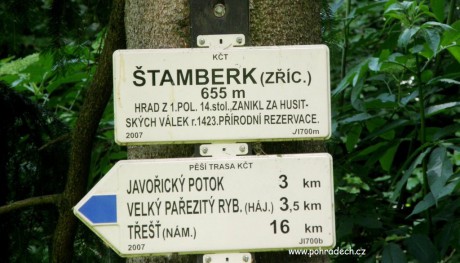 KČT
ŠTAMBERK (ZŘÍC.)
655 m
HRAD Z 1.POL. 14.stol., ZANIKL ZA HUSIT-
SKÝCH VÁLEK r.1423. PŘÍRODNÍ REZERVACE.
2007 JI700m
PĚŠÍ TRASA KČT
JAVOŘICKÝ POTOK 3 km
VELKÝ PAŘEZITÝ RYB. (HÁJ.) 3,5 km
TŘEŠŤ (NÁM.) 16 km
2007 JI700b
www.pohradech.cz